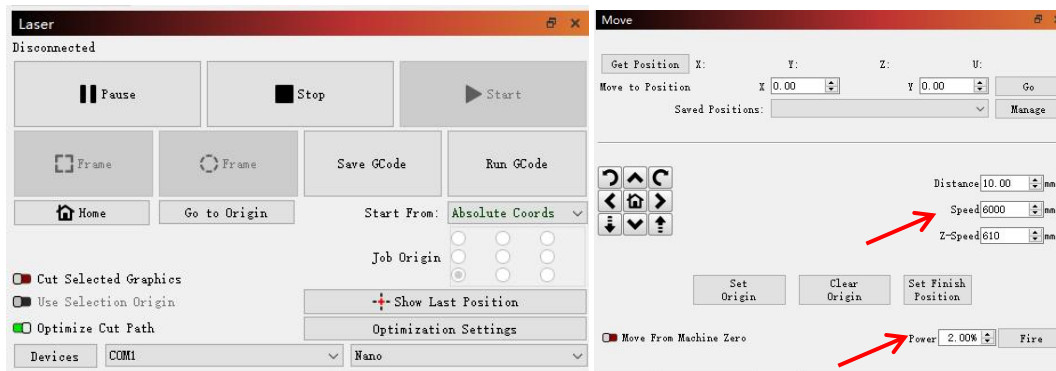 Laser
Disconnected
Pause
Stop
Start
Frame
Frame
Save GCode
Run GCode
Home
Go to Origin
Start From: Absolute Coords
Job Origin
Cut Selected Graphics
Use Selection Origin
Show Last Position
Optimize Cut Path
Optimization Settings
Devices COM1 Nano
Move
Get Position X: Y: Z: U:
Move to Position X 0.00 Y 0.00 Go
Saved Positions: Manage
Distance 10.00 mm
Speed 6000 mm
Z-Speed 610 mm
Set Origin
Clear Origin
Set Finish Position
Move From Machine Zero
Power 2.00% Fire